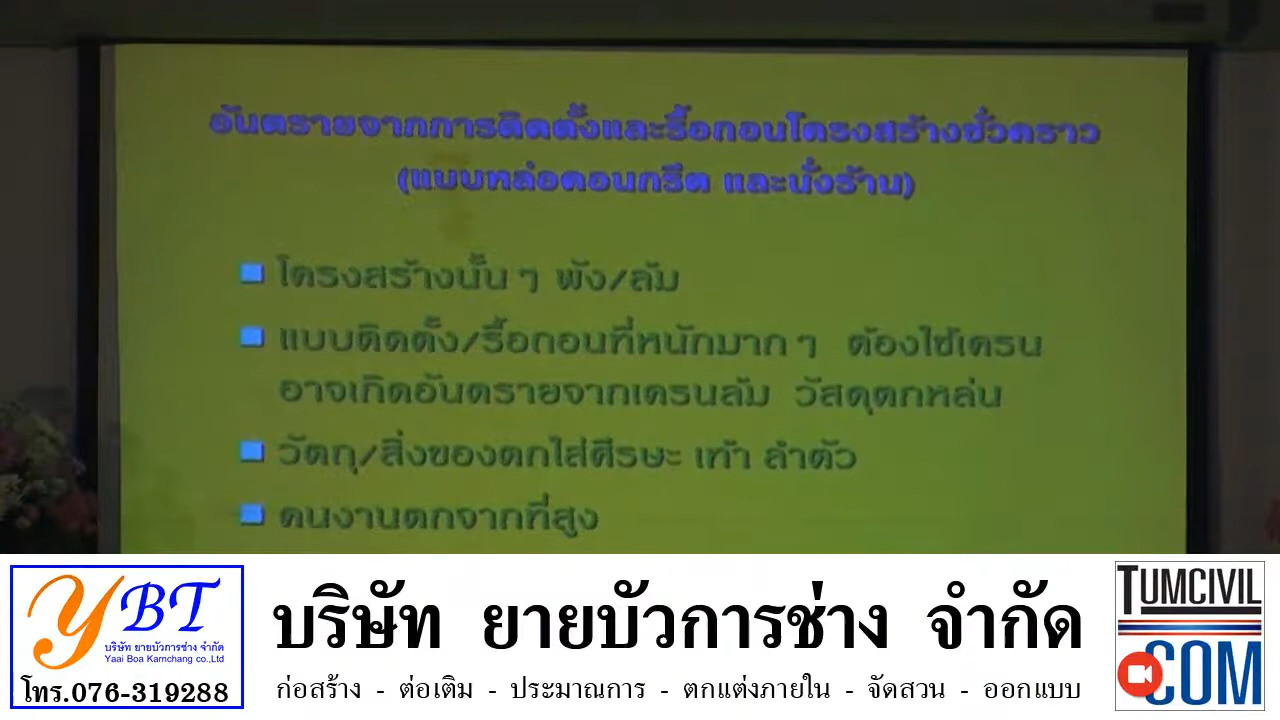 อันตรายจากการติดตั้งและรื้อถอนโครงสร้างชั่วคราว
(แบบหล่อคอนกรีต และนั่งร้าน)
โครงสร้างนั้น ๆ พัง/ล้ม
แบบติดตั้ง/รื้อถอนที่หนักมาก ๆ ต้องใช้เครน
อาจเกิดอันตรายจากเครนล้ม วัสดุตกหล่น
วัตถุ/สิ่งของตกใส่ศีรษะ เท้า ลำตัว
คนงานตกจากที่สูง
YBT
บริษัท ยายบัวการช่าง จำกัด
Yaai Boa Karnchang co.,Ltd
โทร.076-319288
บริษัท ยายบัวการช่าง จำกัด
ก่อสร้าง - ต่อเติม - ประมาณการ - ตกแต่งภายใน - จัดสวน - ออกแบบ
TUMCIVIL
.COM